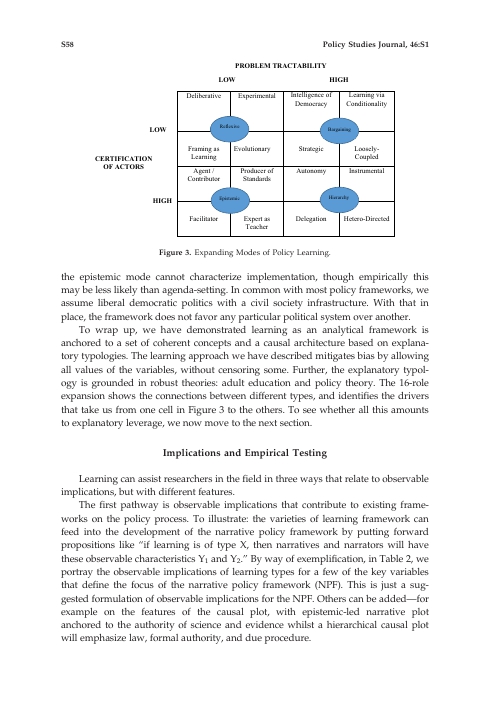 S58 Policy Studies Journal, 46:S1
PROBLEM TRACTABILITY
LOW HIGH
Deliberative Experimental Intelligence of Democracy Learning via Conditionality
LOW
Reflexive Bargaining
Framing as Learning Evolutionary Strategic Loosely-Coupled
CERTIFICATION OF ACTORS
Agent / Contributor Producer of Standards Autonomy Instrumental
HIGH
Epistemic Hierarchy
Facilitator Expert as Teacher Delegation Hetero-Directed
Figure 3. Expanding Modes of Policy Learning.
the epistemic mode cannot characterize implementation, though empirically this
may be less likely than agenda-setting. In common with most policy frameworks, we
assume liberal democratic politics with a civil society infrastructure. With that in
place, the framework does not favor any particular political system over another.
To wrap up, we have demonstrated learning as an analytical framework is
anchored to a set of coherent concepts and a causal architecture based on explana-
tory typologies. The learning approach we have described mitigates bias by allowing
all values of the variables, without censoring some. Further, the explanatory typol-
ogy is grounded in robust theories: adult education and policy theory. The 16-role
expansion shows the connections between different types, and identifies the drivers
that take us from one cell in Figure 3 to the others. To see whether all this amounts
to explanatory leverage, we now move to the next section.
Implications and Empirical Testing
Learning can assist researchers in the field in three ways that relate to observable
implications, but with different features.
The first pathway is observable implications that contribute to existing frame-
works on the policy process. To illustrate: the varieties of learning framework can
feed into the development of the narrative policy framework by putting forward
propositions like “if learning is of type X, then narratives and narrators will have
these observable characteristics Y1 and Y2.” By way of exemplification, in Table 2, we
portray the observable implications of learning types for a few of the key variables
that define the focus of the narrative policy framework (NPF). This is just a sug-
gested formulation of observable implications for the NPF. Others can be added—for
example on the features of the causal plot, with epistemic-led narrative plot
anchored to the authority of science and evidence whilst a hierarchical causal plot
will emphasize law, formal authority, and due procedure.